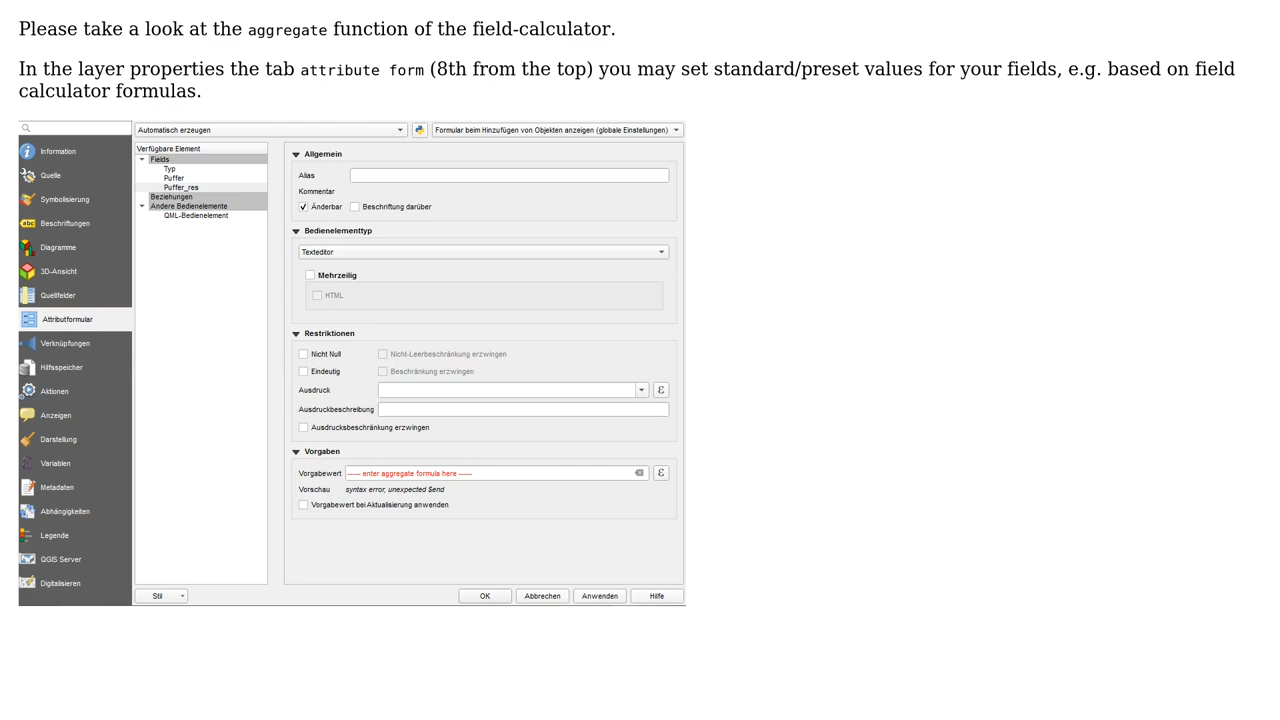 Please take a look at the aggregate function of the field-calculator.
In the layer properties the tab attribute form (8th from the top) you may set standard/preset values for your fields, e.g. based on field
calculator formulas.
Automatisch erzeugen
Formular beim Hinzufügen von Objekten anzeigen (globale Einstellungen)
Information
Quelle
Symbolisierung
Beschriftungen
Diagramme
3D-Ansicht
Quellfelder
Attributformular
Verknüpfungen
Hilfsspeicher
Aktionen
Anzeigen
Darstellung
Variablen
Metadaten
Abhängigkeiten
Legende
QGIS Server
Digitalisieren
Verfügbare Element
Fields
Typ
Puffer
Puffer_res
Beziehungen
Andere Bedienelemente
QML-Bedienelement
Allgemein
Alias
Kommentar
Änderbar Beschriftung darüber
Bedienelementtyp
Texteditor
Mehrzeilig
HTML
Restriktionen
Nicht Null Nicht-Leerbeschränkung erzwingen
Eindeutig Beschränkung erzwingen
Ausdruck ε
Ausdruckbeschreibung
Ausdrucksbeschränkung erzwingen
Vorgaben
Vorgabewert ----- enter aggregate formula here ----- ε
Vorschau syntax error, unexpected $end
Vorgabewert bei Aktualisierung anwenden
Stil OK Abbrechen Anwenden Hilfe